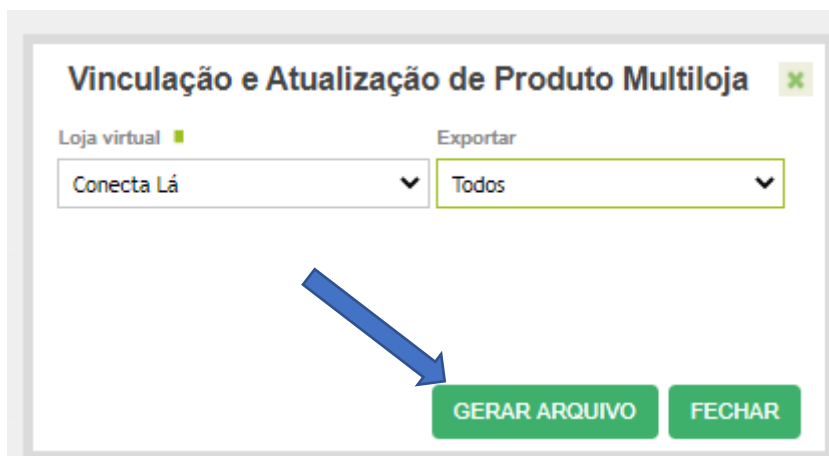 Vinculação e Atualização de Produto Multiloja
Loja virtual
Exportar
Conecta Lá
Todos
GERAR ARQUIVO
FECHAR